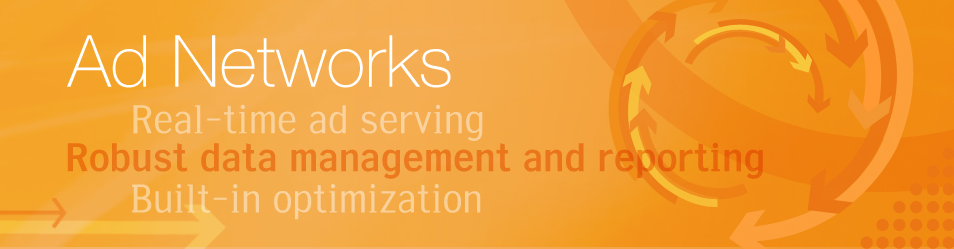 Ad Networks
Real-time ad serving
Robust data management and reporting
Built-in optimization